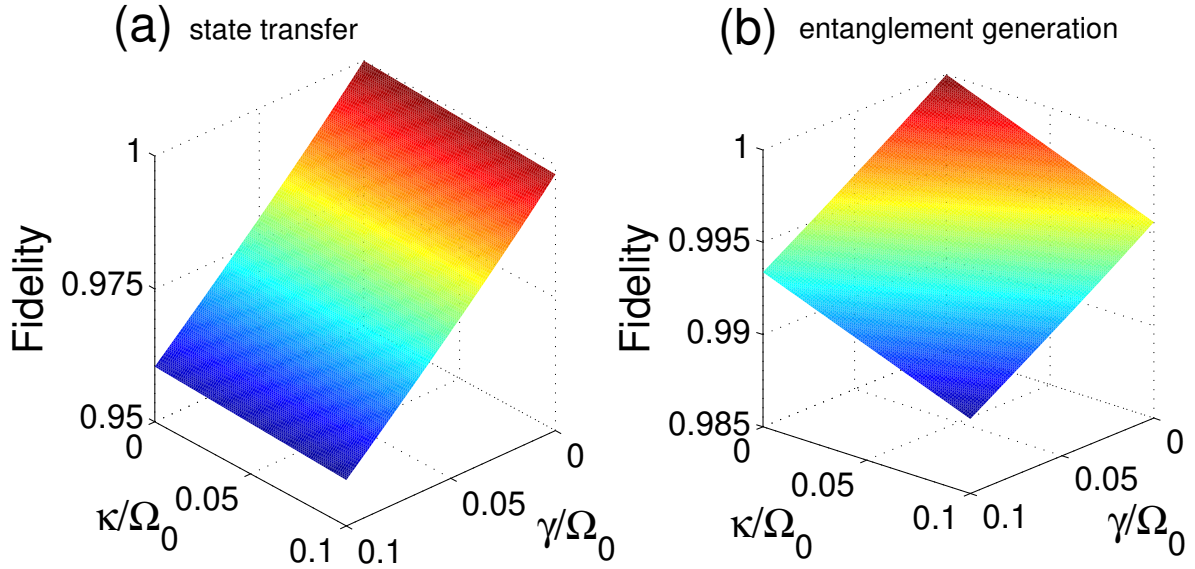 (a) state transfer
1
0.975
0.95
Fidelity
0
0.05
0.1
κ/Ω0
0.1
0.05
0
γ/Ω0
(b) entanglement generation
1
0.995
0.99
0.985
Fidelity
0
0.05
0.1
κ/Ω0
0.1
0.05
0
γ/Ω0